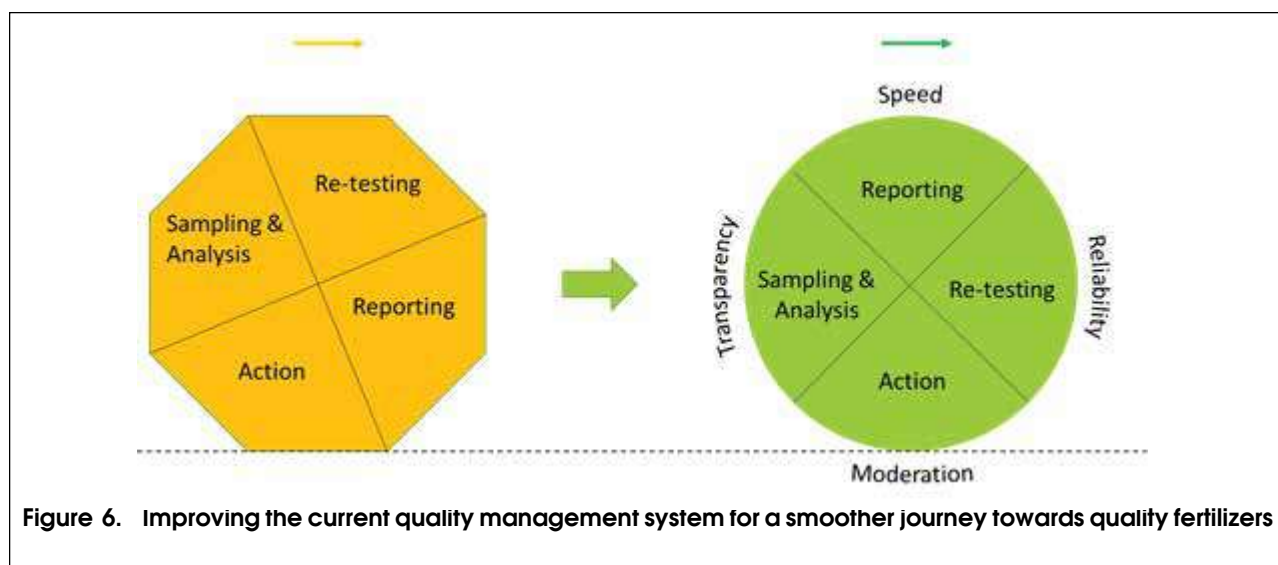 Re-testing
Sampling &
Analysis
Reporting
Action
Speed
Reporting
Transparency
Sampling &
Analysis
Re-testing
Reliability
Action
Moderation
Figure 6. Improving the current quality management system for a smoother journey towards quality fertilizers